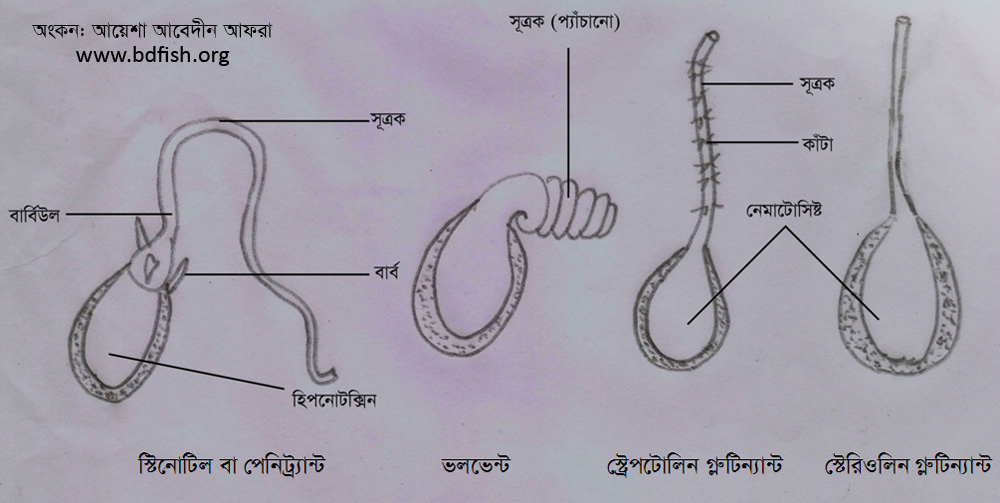 অংকন: আয়েশা আবেদীন আফরা
www.bdfish.org
সূত্রক (প্যাঁচানো)
সূত্রক
সূত্রক
কাঁটা
বার্বিউল
নেমাটোসিষ্ট
বার্ব
হিপনোটক্সিন
স্টিনোটিল বা পেনিট্র্যান্ট
ভলভেন্ট
স্ট্রেপটোলিন গ্লুটিন্যান্ট
স্টেরিওলিন গ্লুটিন্যান্ট